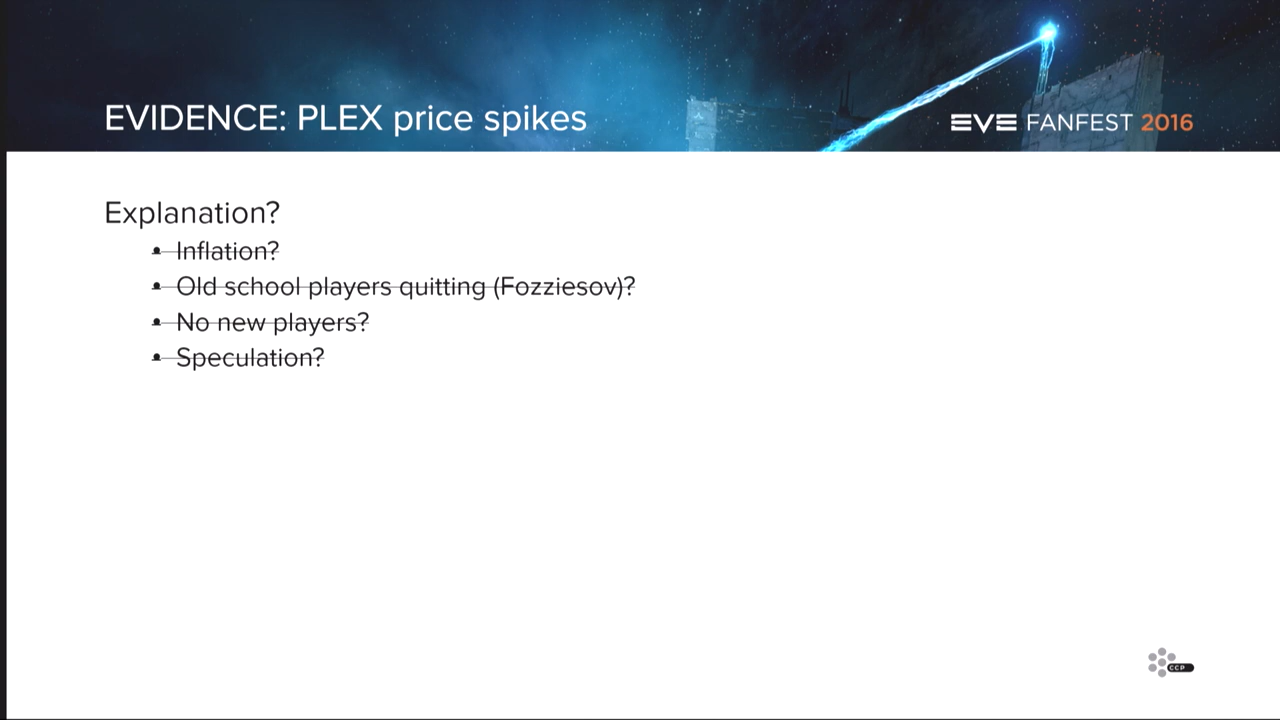 EVIDENCE: PLEX price spikes
EVE FANFEST 2016
Explanation?
• Inflation?
• Old school players quitting (Fozziesov)?
• No new players?
• Speculation?
CCP